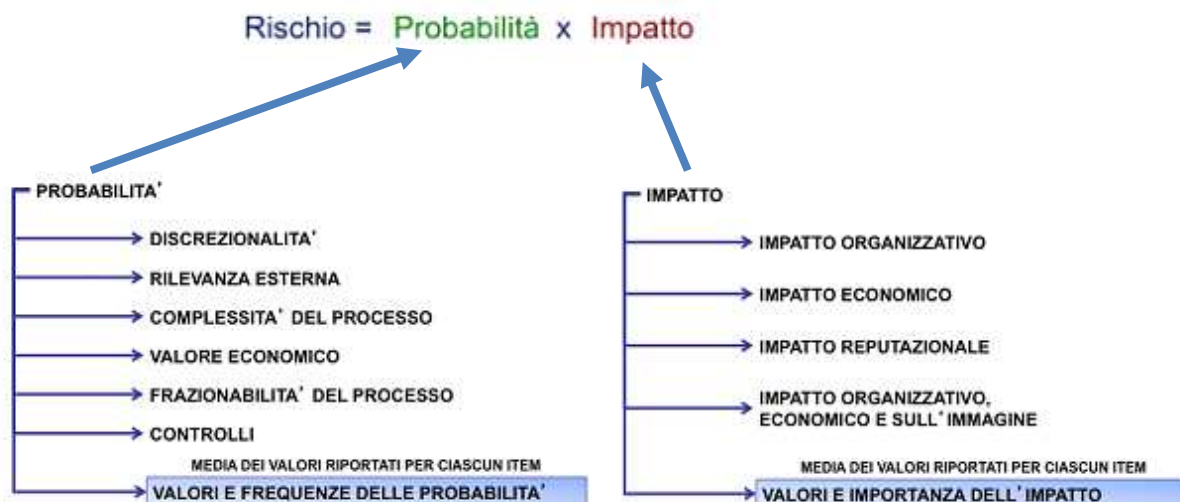 Rischio = Probabilità x Impatto
PROBABILITA'
DISCREZIONALITA'
RILEVANZA ESTERNA
COMPLESSITA' DEL PROCESSO
VALORE ECONOMICO
FRAZIONABILITA' DEL PROCESSO
CONTROLLI
MEDIA DEI VALORI RIPORTATI PER CIASCUN ITEM
VALORI E FREQUENZE DELLE PROBABILITA'
IMPATTO
IMPATTO ORGANIZZATIVO
IMPATTO ECONOMICO
IMPATTO REPUTAZIONALE
IMPATTO ORGANIZZATIVO,
ECONOMICO E SULL'IMMAGINE
MEDIA DEI VALORI RIPORTATI PER CIASCUN ITEM
VALORI E IMPORTANZA DELL'IMPATTO